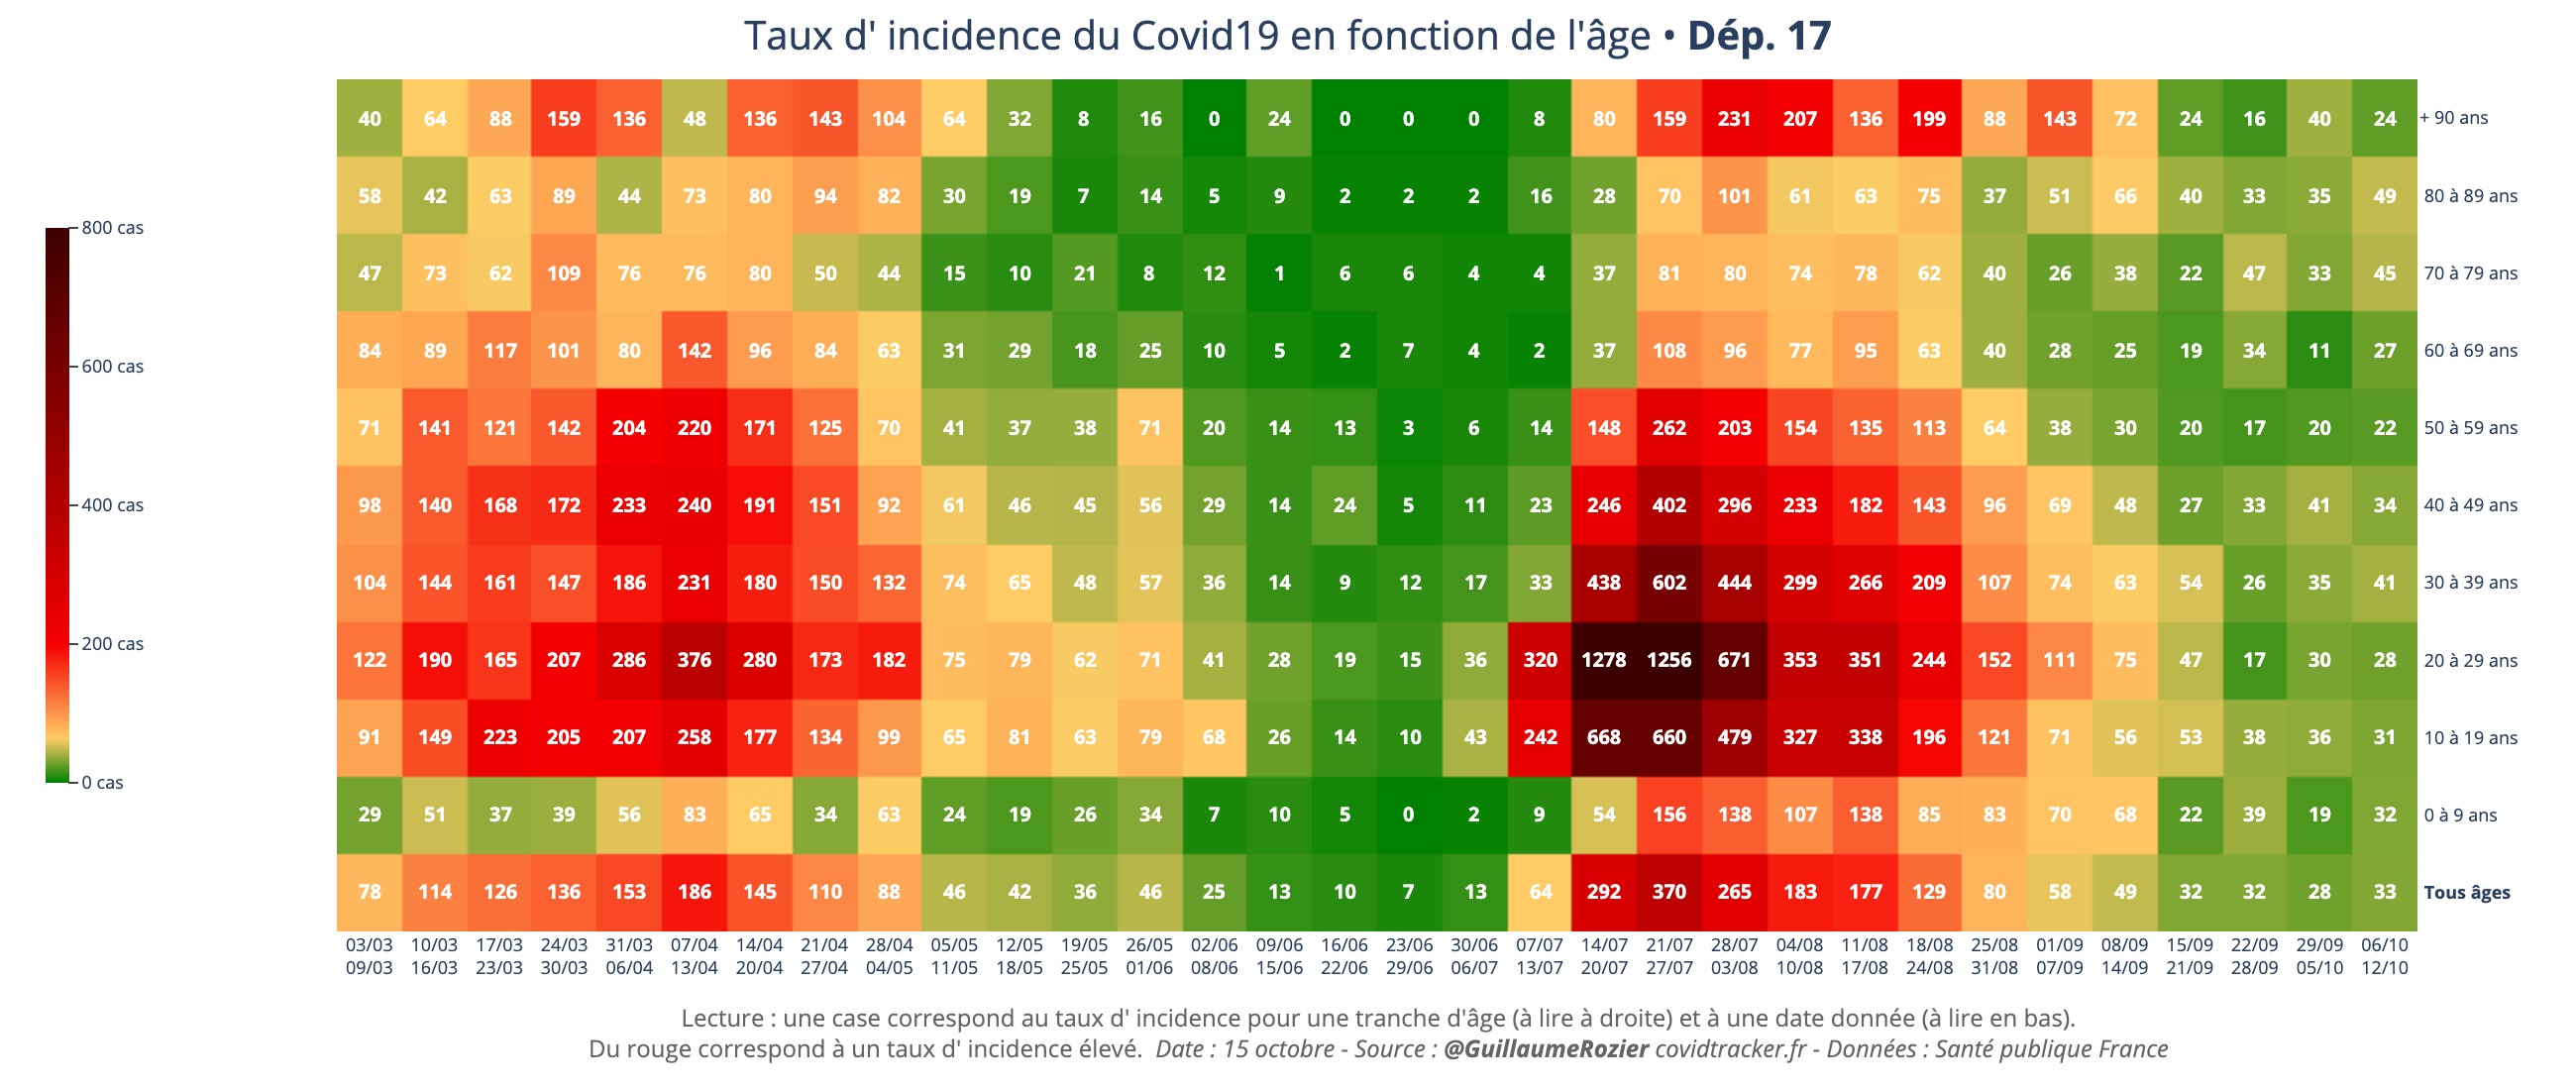 Taux d' incidence du Covid19 en fonction de l'âge • Dép. 17
40 64 88 159 136 48 136 143 104 64 32 8 16 0 24 0 0 0 8 80 159 231 207 136 199 88 143 72 24 16 40 24 + 90 ans
58 42 63 89 44 73 80 94 82 30 19 7 14 5 9 2 2 2 16 28 70 101 61 63 75 37 51 66 40 33 35 49 80 à 89 ans
47 73 62 109 76 76 80 50 44 15 10 21 8 12 1 6 6 4 4 37 81 80 74 78 62 40 26 38 22 47 33 45 70 à 79 ans
84 89 117 101 80 142 96 84 63 31 29 18 25 10 5 2 7 4 2 37 108 96 77 95 63 40 28 25 19 34 11 27 60 à 69 ans
71 141 121 142 204 220 171 125 70 41 37 38 71 20 14 13 3 6 14 148 262 203 154 135 113 64 38 30 20 17 20 22 50 à 59 ans
98 140 168 172 233 240 191 151 92 61 46 45 56 29 14 24 5 11 23 246 402 296 233 182 143 96 69 48 27 33 41 34 40 à 49 ans
104 144 161 147 186 231 180 150 132 74 65 48 57 36 14 9 12 17 33 438 602 444 299 266 209 107 74 63 54 26 35 41 30 à 39 ans
122 190 165 207 286 376 280 173 182 75 79 62 71 41 28 19 15 36 320 1278 1256 671 353 351 244 152 111 75 47 17 30 28 20 à 29 ans
91 149 223 205 207 258 177 134 99 65 81 63 79 68 26 14 10 43 242 668 660 479 327 338 196 121 71 56 53 38 36 31 10 à 19 ans
29 51 37 39 56 83 65 34 63 24 19 26 34 7 10 5 0 2 9 54 156 138 107 138 85 83 70 68 22 39 19 32 0 à 9 ans
78 114 126 136 153 186 145 110 88 46 42 36 46 25 13 10 7 13 64 292 370 265 183 177 129 80 58 49 32 32 28 33 Tous âges
03/03 10/03 17/03 24/03 31/03 07/04 14/04 21/04 28/04 05/05 12/05 19/05 26/05 02/06 09/06 16/06 23/06 30/06 07/07 14/07 21/07 28/07 04/08 11/08 18/08 25/08 01/09 08/09 15/09 22/09 29/09 06/10
09/03 16/03 23/03 30/03 06/04 13/04 20/04 27/04 04/05 11/05 18/05 25/05 01/06 08/06 15/06 22/06 29/06 06/07 13/07 20/07 27/07 03/08 10/08 17/08 24/08 31/08 07/09 14/09 21/09 28/09 05/10 12/10
800 cas
600 cas
400 cas
200 cas
0 cas
Lecture : une case correspond au taux d' incidence pour une tranche d'âge (à lire à droite) et à une date donnée (à lire en bas).
Du rouge correspond à un taux d' incidence élevé. Date : 15 octobre - Source : @GuillaumeRozier covidtracker.fr - Données : Santé publique France